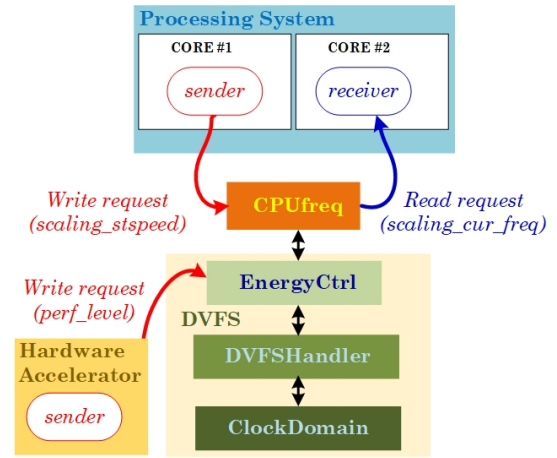 Processing System
CORE #1
CORE #2
sender
receiver
Write request
(scaling_stspeed)
CPUfreq
Read request
(scaling_cur_freq)
Write request
(perf_level)
EnergyCtrl
DVFS
Hardware
Accelerator
DVFSHandler
sender
ClockDomain